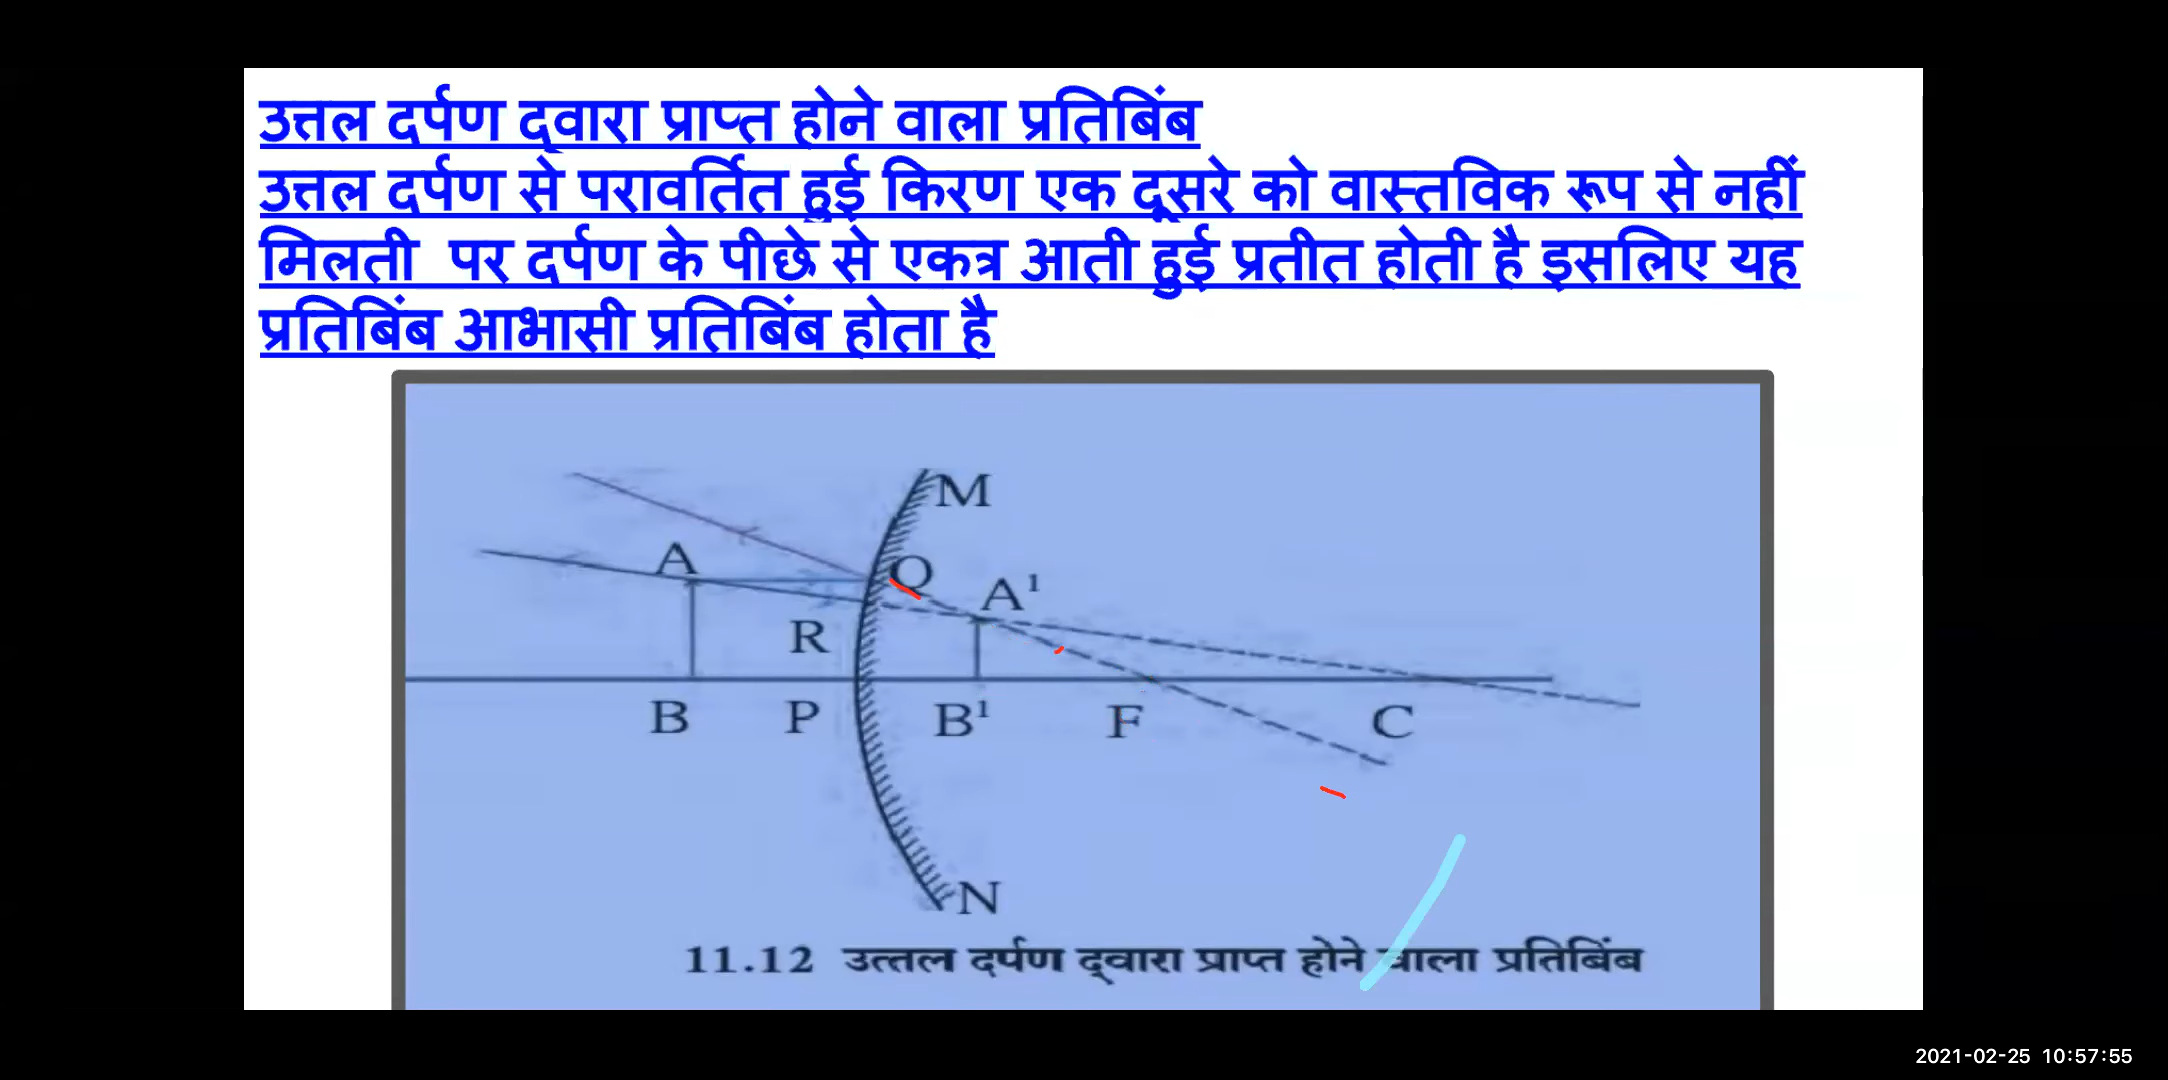 उत्तल दर्पण द्वारा प्राप्त होने वाला प्रतिबिंब
उत्तल दर्पण से परावर्तित हुई किरण एक दूसरे को वास्तविक रूप से नहीं
मिलती पर दर्पण के पीछे से एकत्र आती हुई प्रतीत होती है इसलिए यह
प्रतिबिंब आभासी प्रतिबिंब होता है
M
A
Q
A¹
R
B
P
B¹
F
C
N
11.12 उत्तल दर्पण द्वारा प्राप्त होने वाला प्रतिबिंब
2021-02-25 10:57:55